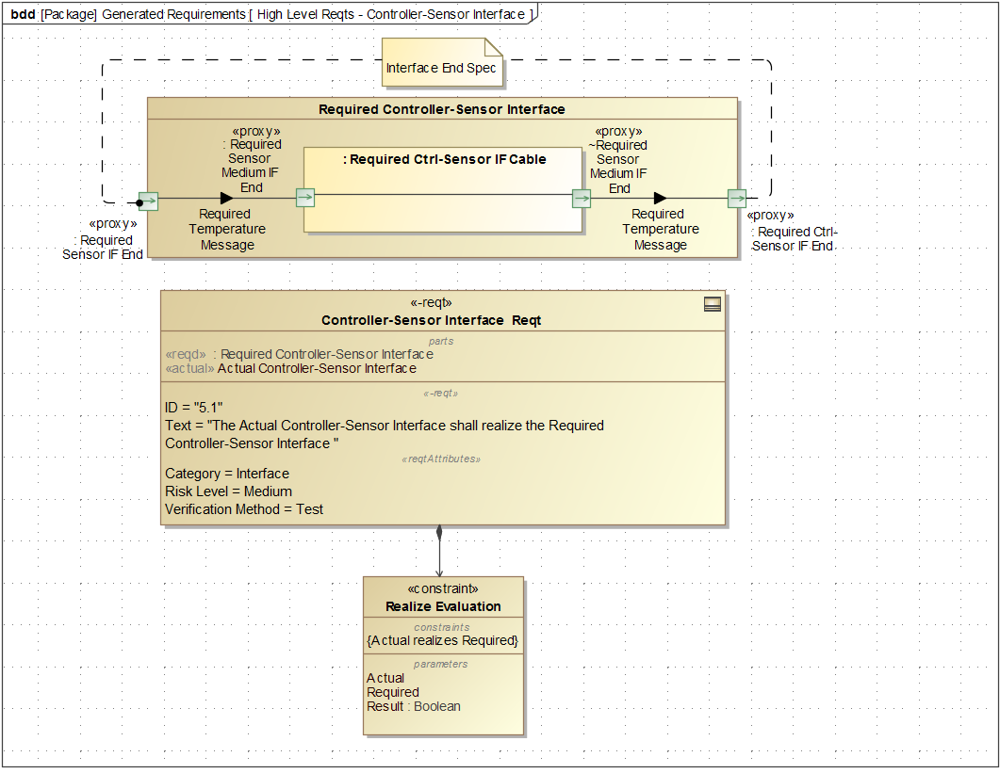 bdd [Package] Generated Requirements [ High Level Reqts - Controller-Sensor Interface ]
Interface End Spec
Required Controller-Sensor Interface
«proxy»
: Required
Sensor
Medium IF
End
: Required Ctrl-Sensor IF Cable
«proxy»
~Required
Sensor
Medium IF
End
Required
Temperature
Message
Required
Temperature
Message
«proxy»
: Required
Sensor IF End
«proxy»
: Required Ctrl-
Sensor IF End
«-reqt»
Controller-Sensor Interface Reqt
parts
«reqd» : Required Controller-Sensor Interface
«actual» Actual Controller-Sensor Interface
«-reqt»
ID = "5.1"
Text = "The Actual Controller-Sensor Interface shall realize the Required
Controller-Sensor Interface "
«reqtAttributes»
Category = Interface
Risk Level = Medium
Verification Method = Test
«constraint»
Realize Evaluation
constraints
{Actual realizes Required}
parameters
Actual
Required
Result : Boolean